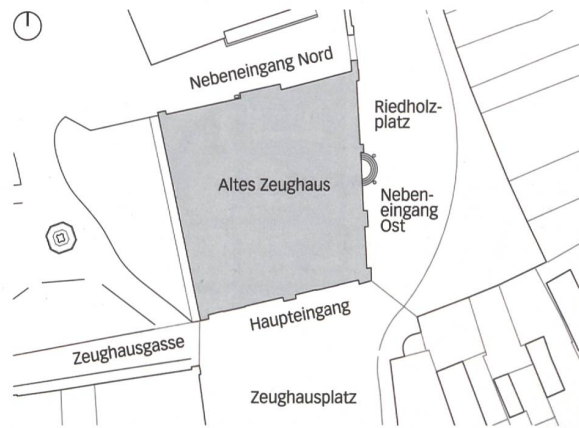 Nebeneingang Nord
Riedholz-
platz
Altes Zeughaus
Neben-
eingang
Ost
Haupteingang
Zeughausgasse
Zeughausplatz